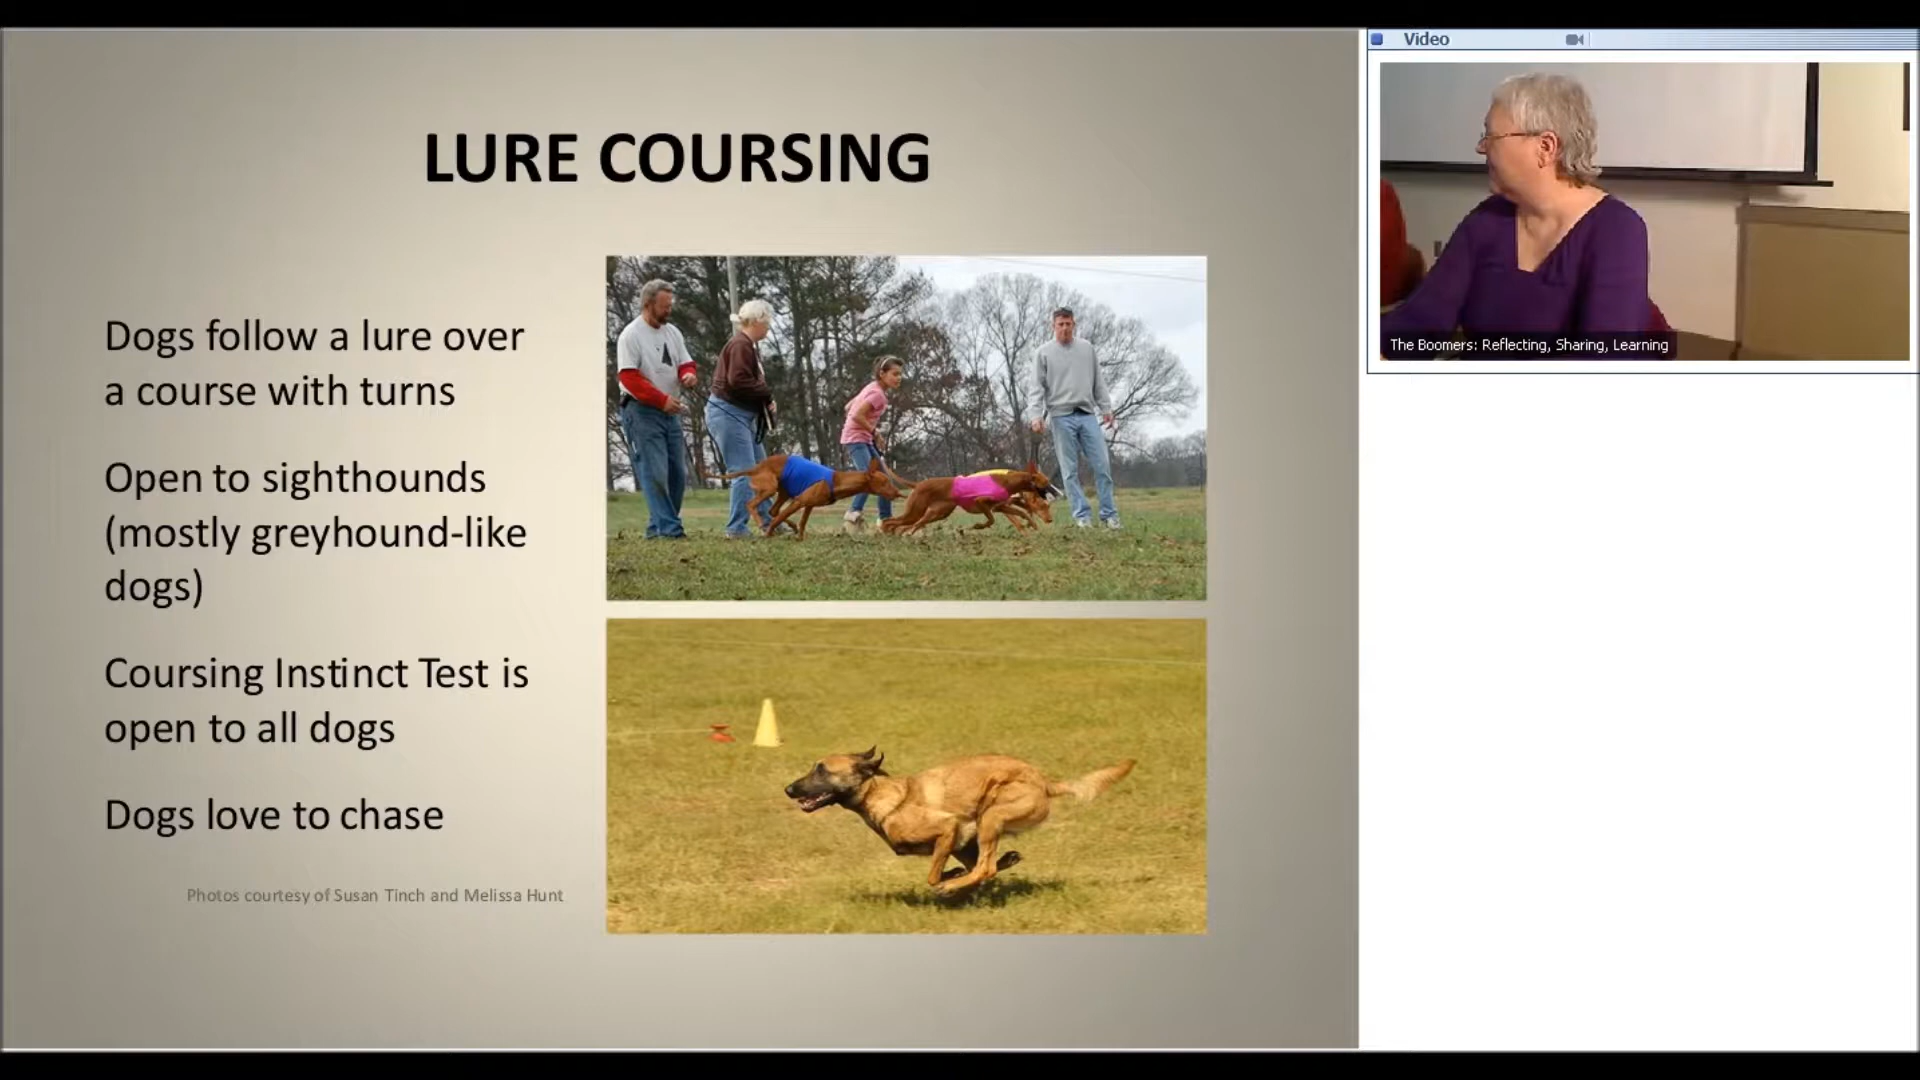 LURE COURSING
Dogs follow a lure over
a course with turns
Open to sighthounds
(mostly greyhound-like
dogs)
Coursing Instinct Test is
open to all dogs
Dogs love to chase
Photos courtesy of Susan Tinch and Melissa Hunt
Video
The Boomers: Reflecting, Sharing, Learning